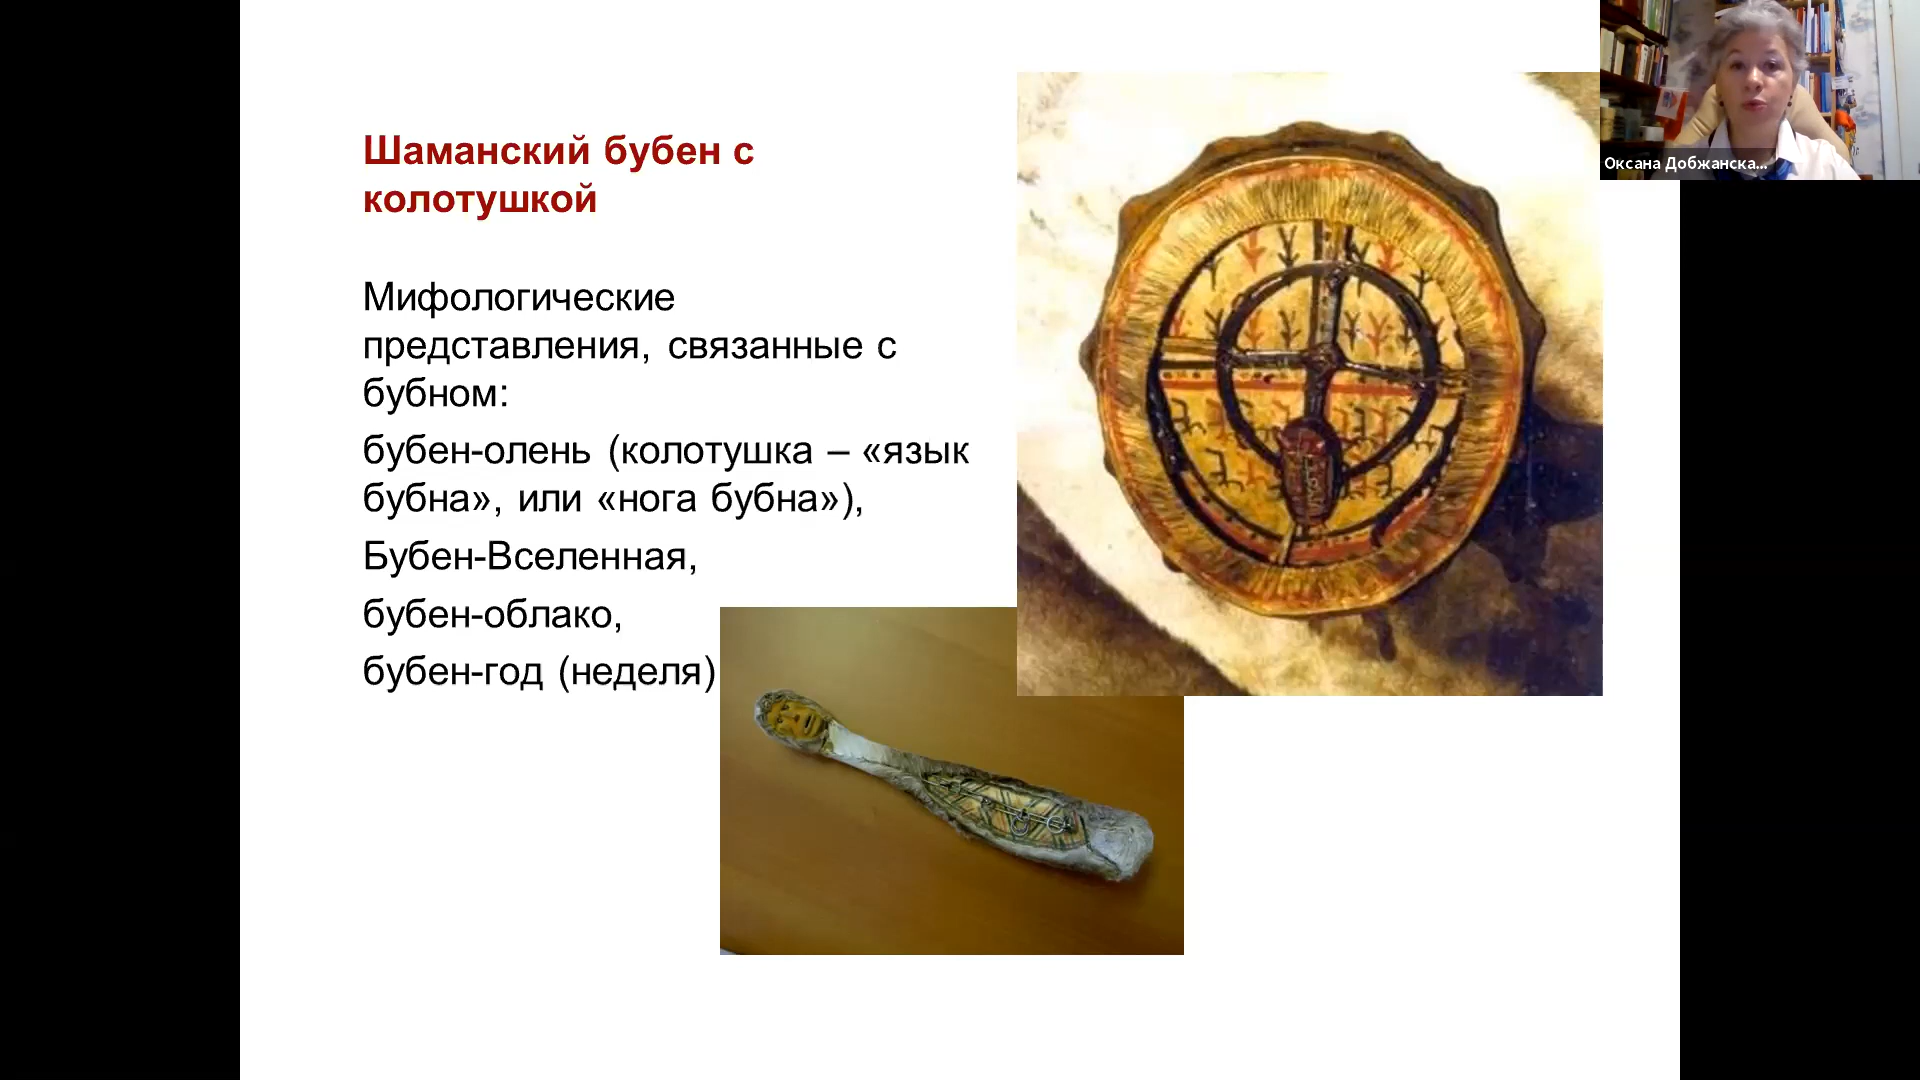 Шаманский бубен с
колотушкой
Мифологические
представления, связанные с
бубном:
бубен-олень (колотушка – «язык
бубна», или «нога бубна»),
Бубен-Вселенная,
бубен-облако,
бубен-год (неделя)
Оксана Добжанска...